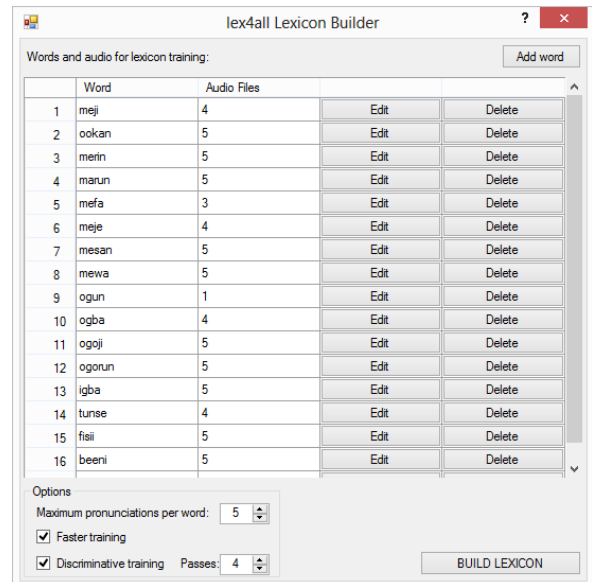 lex4all Lexicon Builder ? ×
Words and audio for lexicon training: Add word
Word Audio Files
1 meji 4 Edit Delete
2 ookan 5 Edit Delete
3 merin 5 Edit Delete
4 marun 5 Edit Delete
5 mefa 3 Edit Delete
6 meje 4 Edit Delete
7 mesan 5 Edit Delete
8 mewa 5 Edit Delete
9 ogun 1 Edit Delete
10 ogba 4 Edit Delete
11 ogoji 5 Edit Delete
12 ogorun 5 Edit Delete
13 igba 5 Edit Delete
14 tunse 4 Edit Delete
15 fisii 5 Edit Delete
16 beeni 5 Edit Delete
Options
Maximum pronunciations per word: 5
Faster training
Discriminative training Passes: 4
BUILD LEXICON